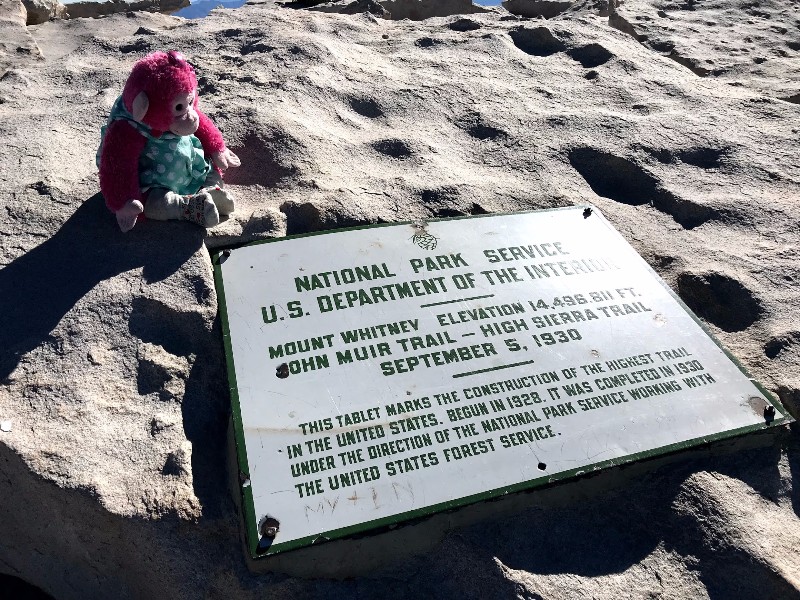 NATIONAL PARK SERVICE
U.S. DEPARTMENT OF THE INTERIOR
MOUNT WHITNEY ELEVATION 14,496.811 FT.
JOHN MUIR TRAIL – HIGH SIERRA TRAIL
SEPTEMBER 5, 1930
THIS TABLET MARKS THE CONSTRUCTION OF THE HIGHEST TRAIL
IN THE UNITED STATES. BEGUN IN 1928, IT WAS COMPLETED IN 1930
UNDER THE DIRECTION OF THE NATIONAL PARK SERVICE WORKING WITH
THE UNITED STATES FOREST SERVICE.